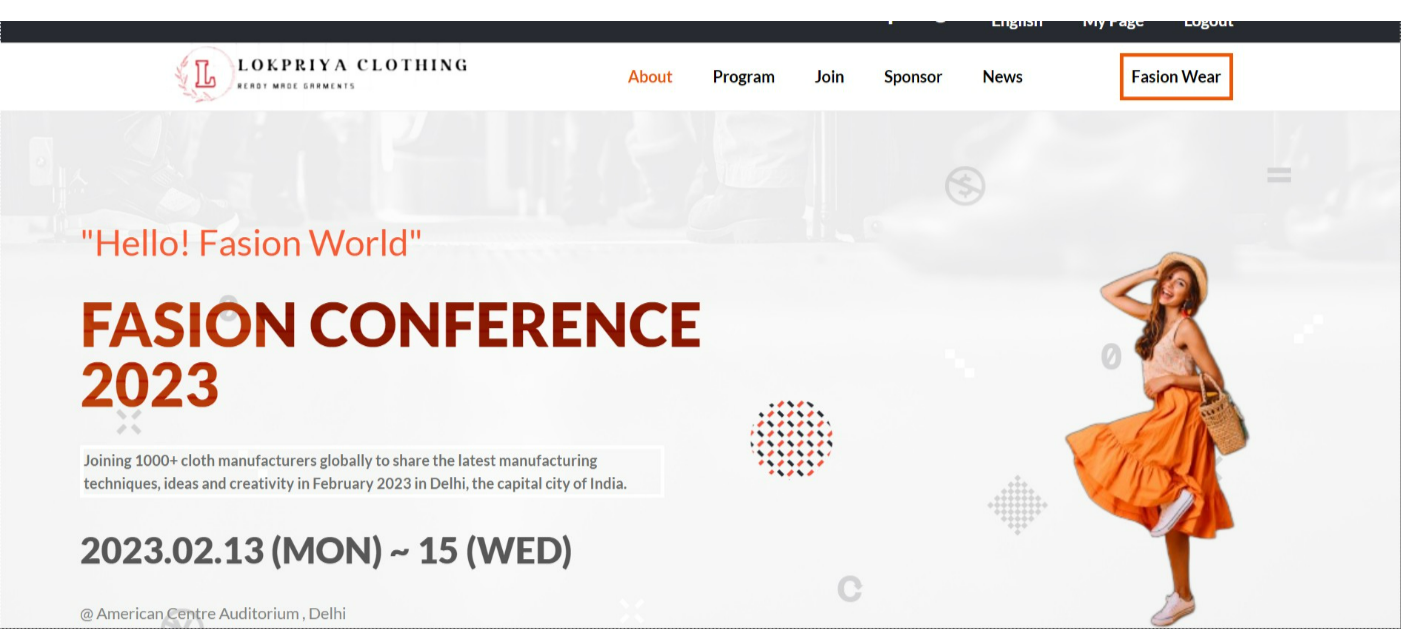 English My Page Logout
LOKPRIYA CLOTHING
READY MADE GARMENTS
About Program Join Sponsor News Fasion Wear
"Hello! Fasion World"
FASION CONFERENCE
2023
Joining 1000+ cloth manufacturers globally to share the latest manufacturing
techniques, ideas and creativity in February 2023 in Delhi, the capital city of India.
2023.02.13 (MON) ~ 15 (WED)
@ American Centre Auditorium , Delhi